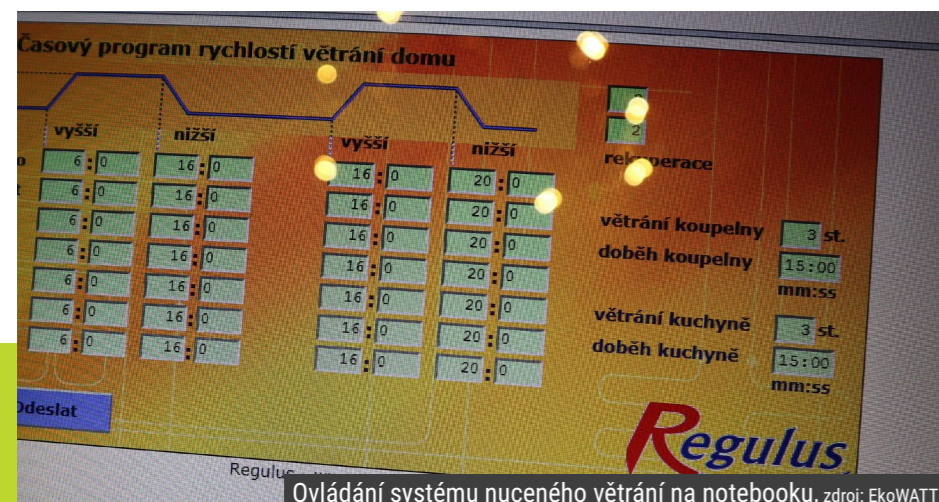 Časový program rychlostí větrání domu
vyšší nižší vyšší nižší
2
rekuperace
6:0 16:0 16:0 20:0
6:0 16:0 16:0 20:0
6:0 16:0 16:0 20:0
6:0 16:0 16:0 20:0
6:0 16:0 16:0 20:0
6:0 16:0 16:0 20:0
6:0 16:0 16:0 20:0
větrání koupelny 3 st.
doběh koupelny 15:00
mm:ss
větrání kuchyně 3 st.
doběh kuchyně 15:00
mm:ss
Odeslat
Regulus
Regulus
Ovládání systému nuceného větrání na notebooku, zdroj: EkoWATT